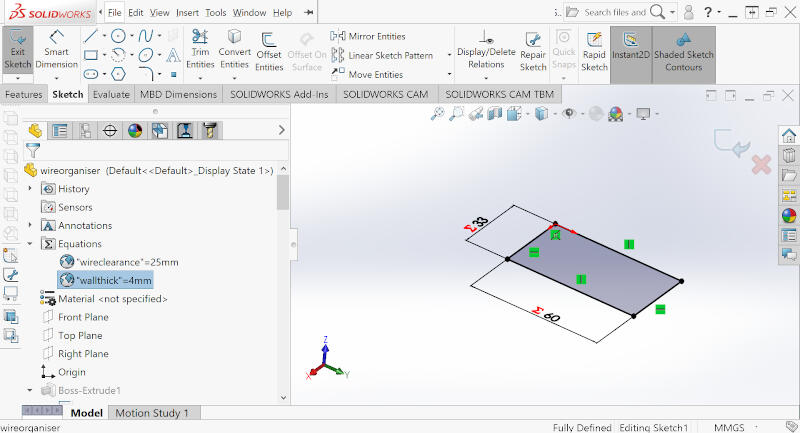 SOLIDWORKS File Edit View Insert Tools Window Help i... Search files and
Exit Sketch Smart Dimension Trim Entities Convert Entities Offset Entities Offset On Surface Mirror Entities Linear Sketch Pattern Move Entities Display/Delete Relations Repair Sketch Quick Snaps Rapid Sketch Instant2D Shaded Sketch Contours
Features Sketch Evaluate MBD Dimensions SOLIDWORKS Add-Ins SOLIDWORKS CAM SOLIDWORKS CAM TBM
wireorganiser (Default<<Default>_Display State 1>)
History
Sensors
Annotations
Equations
"wireclearance"=25mm
"wallthick"=4mm
Material <not specified>
Front Plane
Top Plane
Right Plane
Origin
Boss-Extrude1
Σ33
Σ60
Z
X
Y
Model Motion Study 1
wireorganiser Fully Defined Editing Sketch1 MMGS